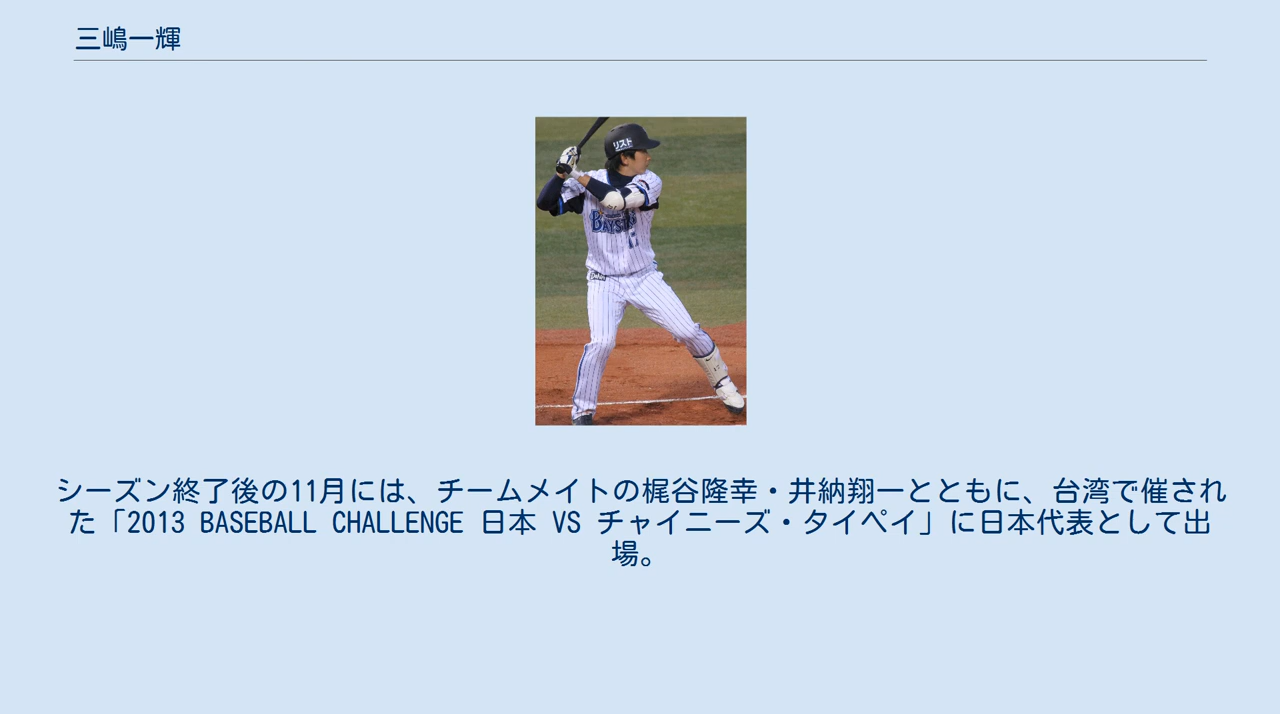 三嶋一輝
リスト
BAYST
17
シーズン終了後の11月には、チームメイトの梶谷隆幸・井納翔一とともに、台湾で催され
た「2013 BASEBALL CHALLENGE 日本 VS チャイニーズ・タイペイ」に日本代表として出
場。